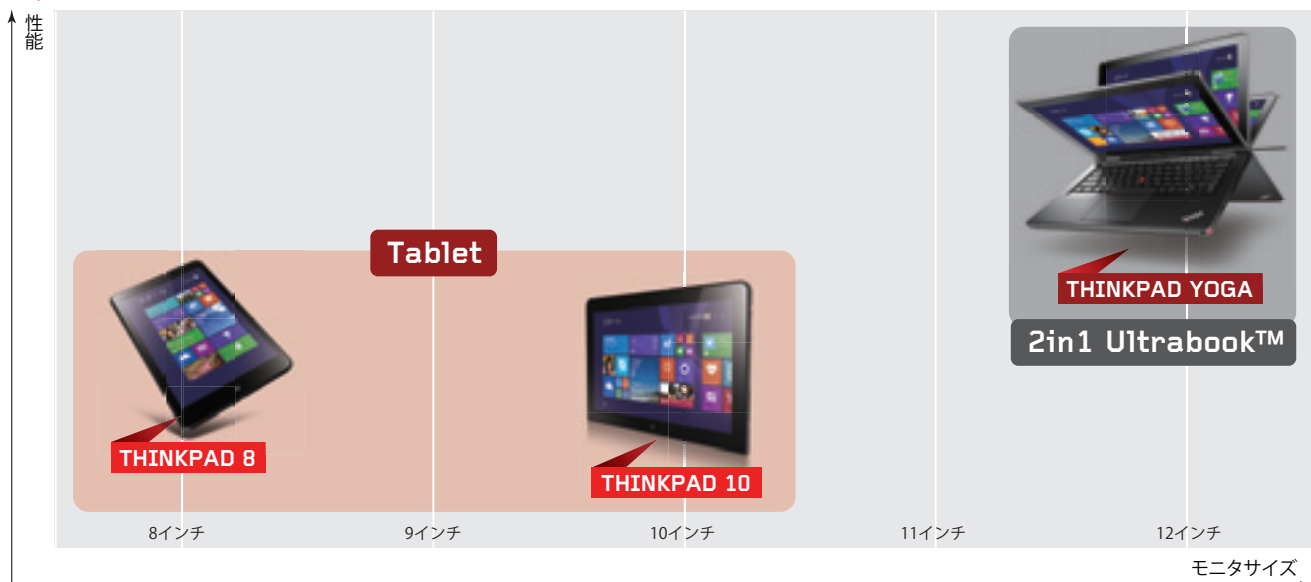 性能
Tablet
THINKPAD YOGA
2in1 Ultrabook™
THINKPAD 8
THINKPAD 10
8インチ
9インチ
10インチ
11インチ
12インチ
モニタサイズ